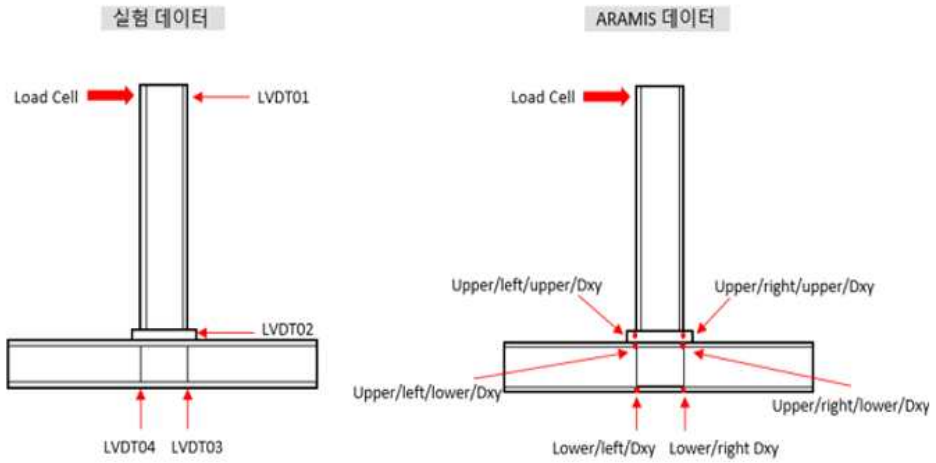 실험 데이터
Load Cell
LVDT01
LVDT02
LVDT04
LVDT03
ARAMIS 데이터
Load Cell
Upper/left/upper/Dxy
Upper/right/upper/Dxy
Upper/left/lower/Dxy
Upper/right/lower/Dxy
Lower/left/Dxy
Lower/right Dxy